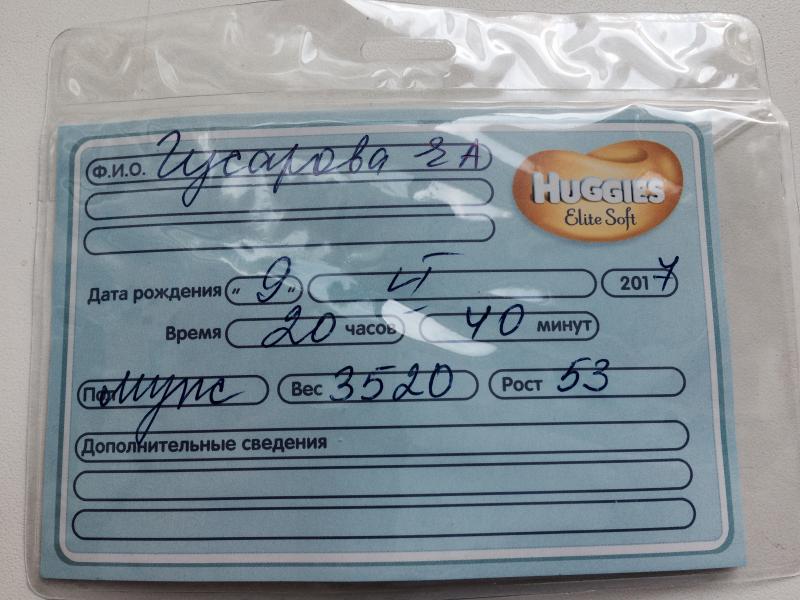 Ф.И.О. Гусарова Я А
HUGGIES
Elite Soft
Дата рождения „ 9 " II 2017
Время 20 часов 40 минут
Пол муж Вес 3520 Рост 53
Дополнительные сведения